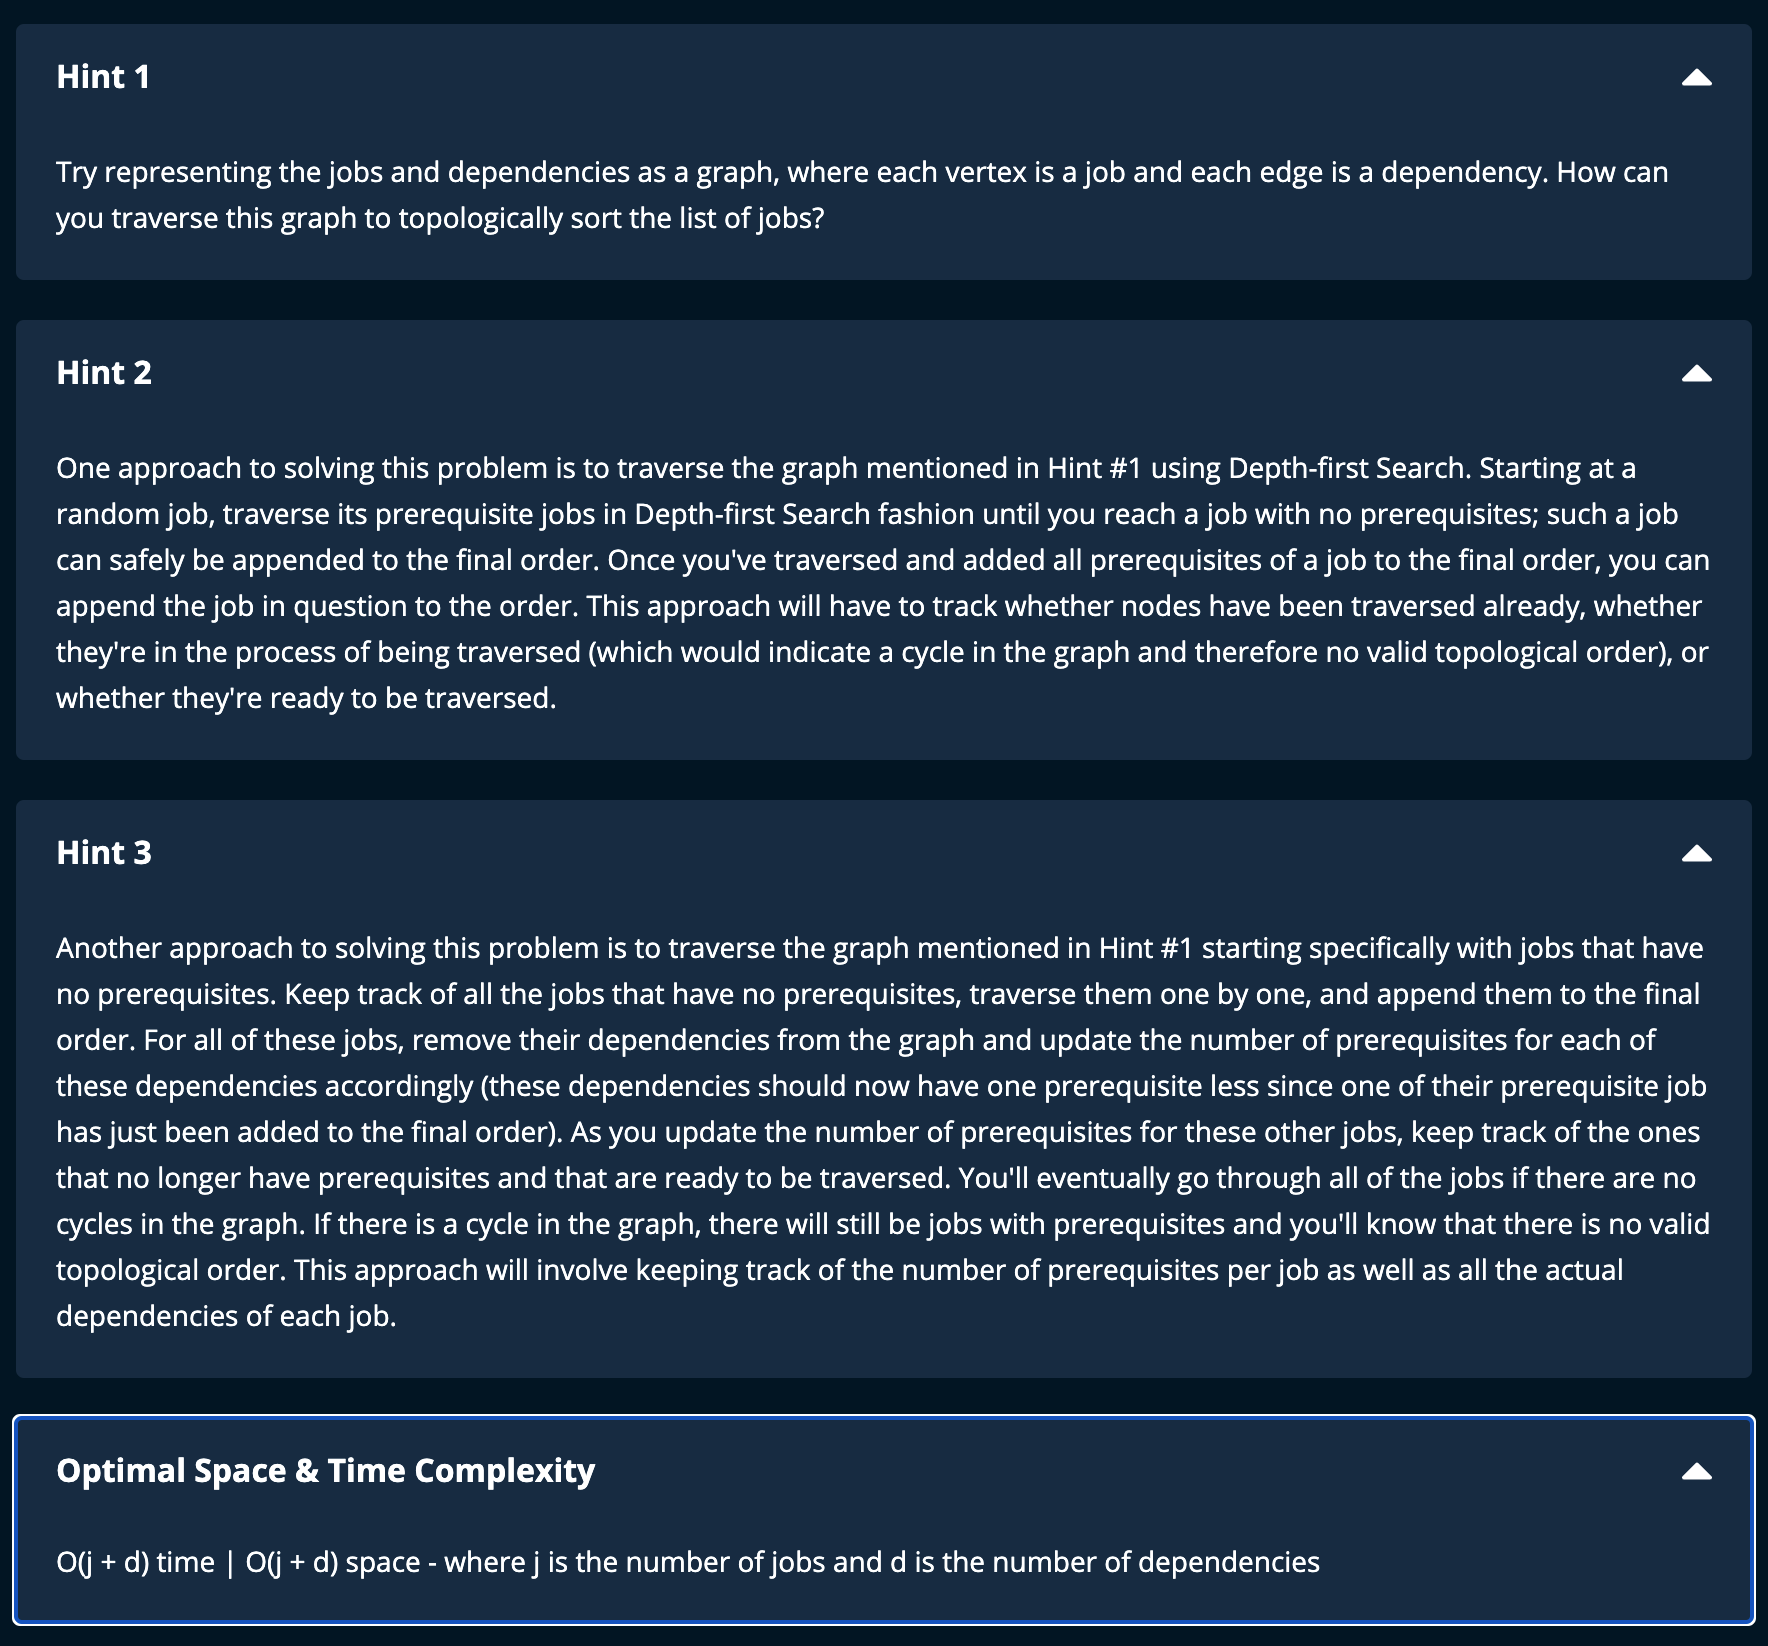 Hint 1
Try representing the jobs and dependencies as a graph, where each vertex is a job and each edge is a dependency. How can
you traverse this graph to topologically sort the list of jobs?
Hint 2
One approach to solving this problem is to traverse the graph mentioned in Hint #1 using Depth-first Search. Starting at a
random job, traverse its prerequisite jobs in Depth-first Search fashion until you reach a job with no prerequisites; such a job
can safely be appended to the final order. Once you've traversed and added all prerequisites of a job to the final order, you can
append the job in question to the order. This approach will have to track whether nodes have been traversed already, whether
they're in the process of being traversed (which would indicate a cycle in the graph and therefore no valid topological order), or
whether they're ready to be traversed.
Hint 3
Another approach to solving this problem is to traverse the graph mentioned in Hint #1 starting specifically with jobs that have
no prerequisites. Keep track of all the jobs that have no prerequisites, traverse them one by one, and append them to the final
order. For all of these jobs, remove their dependencies from the graph and update the number of prerequisites for each of
these dependencies accordingly (these dependencies should now have one prerequisite less since one of their prerequisite job
has just been added to the final order). As you update the number of prerequisites for these other jobs, keep track of the ones
that no longer have prerequisites and that are ready to be traversed. You'll eventually go through all of the jobs if there are no
cycles in the graph. If there is a cycle in the graph, there will still be jobs with prerequisites and you'll know that there is no valid
topological order. This approach will involve keeping track of the number of prerequisites per job as well as all the actual
dependencies of each job.
Optimal Space & Time Complexity
O(j + d) time | O(j + d) space - where j is the number of jobs and d is the number of dependencies